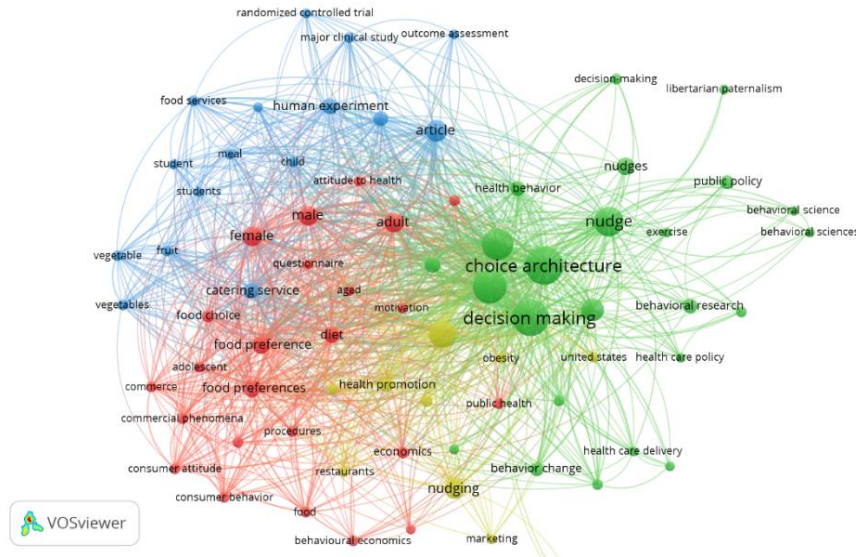 randomized controlled trial
major clinical study
outcome assessment
decision-making
libertarian paternalism
food services
human experiment
article
meal
student
child
nudges
attitude to health
health behavior
public policy
students
male
adult
nudge
behavioral science
female
exercise
behavioral sciences
vegetable
fruit
questionnaire
choice architecture
catering service
aged
vegetables
food choice
motivation
behavioral research
decision making
food preference
diet
obesity
united states
health care policy
adolescent
commerce
food preferences
health promotion
public health
commercial phenomena
procedures
economics
health care delivery
consumer attitude
restaurants
behavior change
nudging
consumer behavior
food
behavioural economics
marketing
VOSviewer